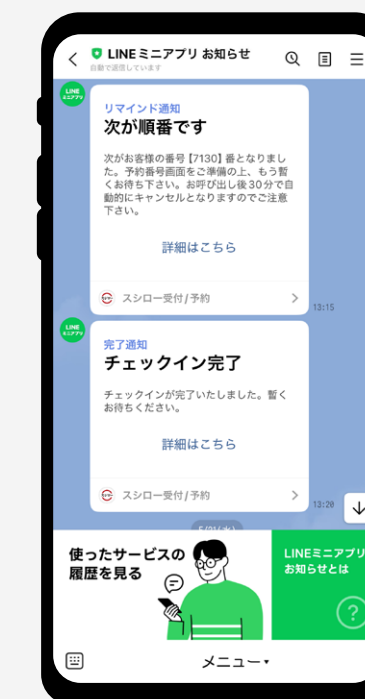 LINEミニアプリ お知らせ
自動で返信しています
LINE
ミニアプリ
リマインド通知
次が順番です
次がお客様の番号【7130】番となりまし
た。予約番号画面をご準備の上、もう暫
くお待ち下さい。お呼び出し後30分で自
動的にキャンセルとなりますのでご注意
下さい。
詳細はこちら
スシロー受付/予約
13:15
LINE
ミニアプリ
完了通知
チェックイン完了
チェックインが完了いたしました。暫く
お待ちください。
詳細はこちら
スシロー受付/予約
13:20
使ったサービスの
履歴を見る
LINEミニアプリ
お知らせとは
?
メニュー▾